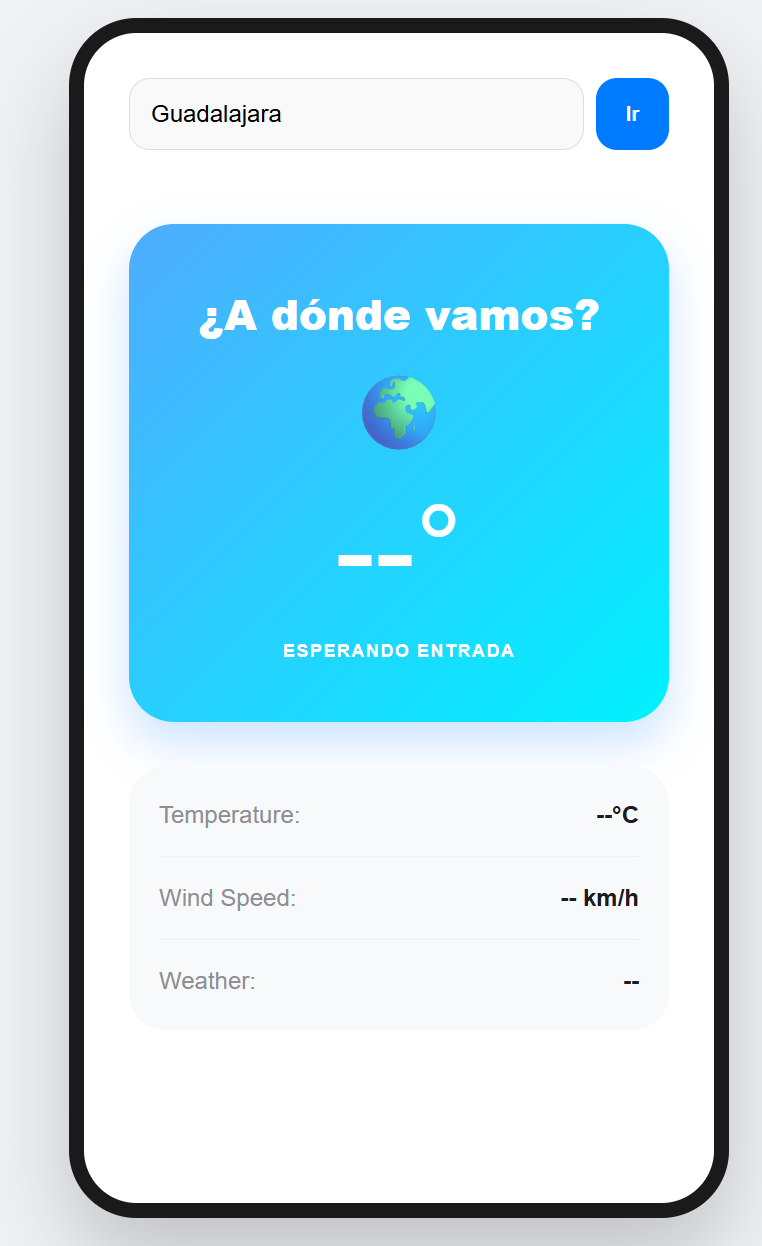 Guadalajara
Ir
¿A dónde vamos?
--°
ESPERANDO ENTRADA
Temperature: --°C
Wind Speed: -- km/h
Weather: --